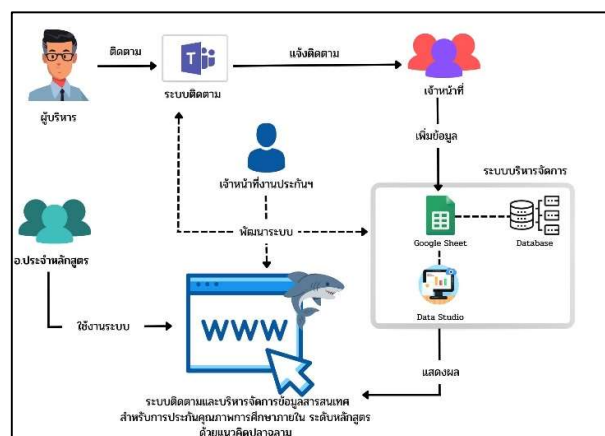 ติดตาม
แจ้งติดตาม
ผู้บริหาร
T
ระบบติดตาม
เจ้าหน้าที่
เพิ่มข้อมูล
เจ้าหน้าที่งานประกันฯ
ระบบบริหารจัดการ
อ.ประจำหลักสูตร
พัฒนาระบบ
Google Sheet
Database
Data Studio
ใช้งานระบบ
WWW
แสดงผล
ระบบติดตามและบริหารจัดการข้อมูลสารสนเทศ
สำหรับการประกันคุณภาพการศึกษาภายใน ระดับหลักสูตร
ด้วยแนวคิดปลาฉลาม